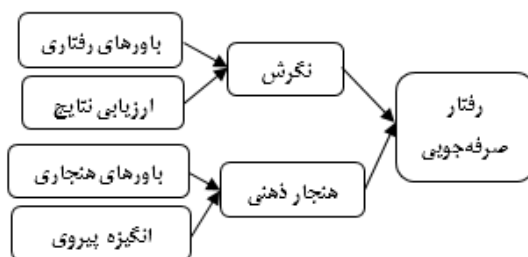 باورهای رفتاری
ارزیابی نتایج
نگرش
رفتار
صرفه‌جویی
باورهای هنجاری
انگیزه پیروی
هنجار ذهنی